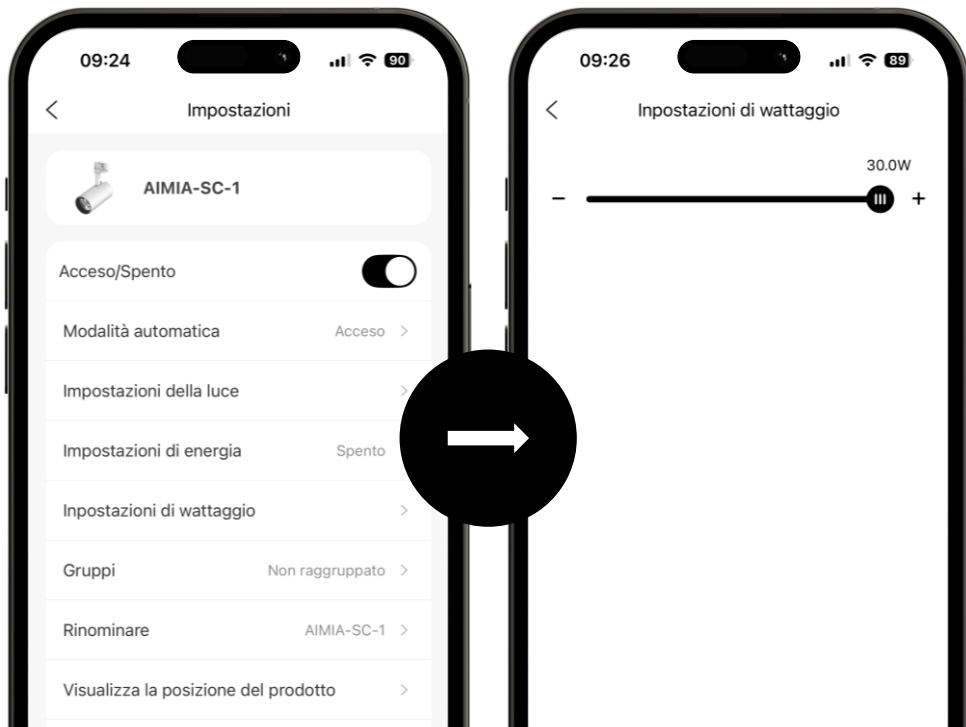 09:24
90
Impostazioni
AIMIA-SC-1
Acceso/Spento
Modalità automatica Acceso
Impostazioni della luce
Impostazioni di energia Spento
Inpostazioni di wattaggio
Gruppi Non raggruppato
Rinominare AIMIA-SC-1
Visualizza la posizione del prodotto
09:26
89
Inpostazioni di wattaggio
30.0W
− +